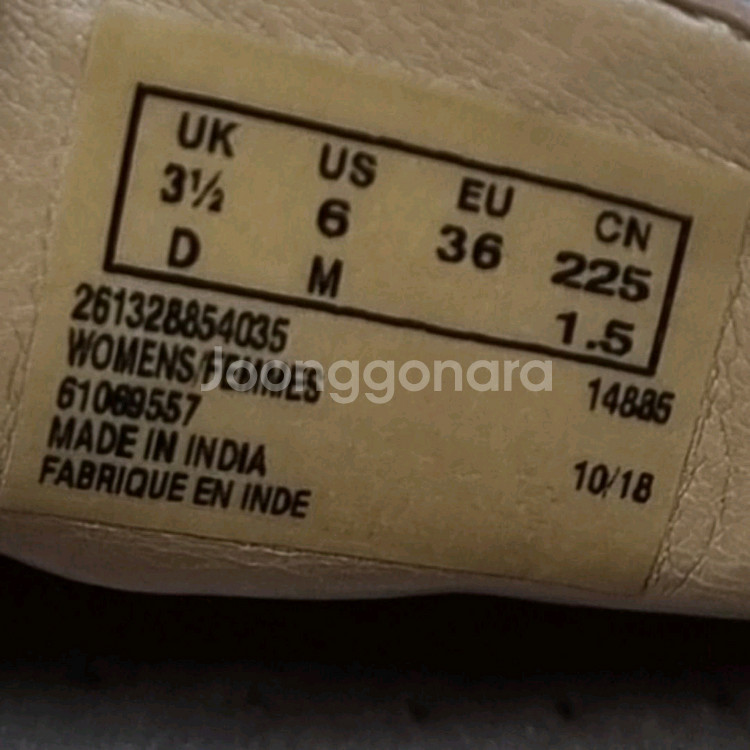 UK US EU CN
3½ 6 36 225
D M 1.5
261328854035
WOMENS/FEMMES 14885
61069557
MADE IN INDIA 10/18
FABRIQUE EN INDE
Joonggonara